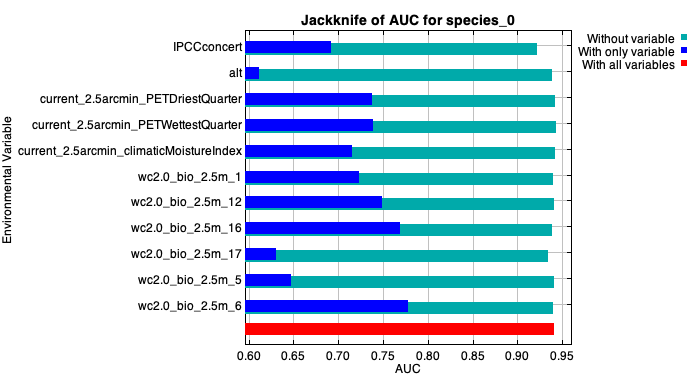 Jackknife of AUC for species_0
Without variable
With only variable
With all variables
Environmental Variable
IPCCconcert
alt
current_2.5arcmin_PETDriestQuarter
current_2.5arcmin_PETWettestQuarter
current_2.5arcmin_climaticMoistureIndex
wc2.0_bio_2.5m_1
wc2.0_bio_2.5m_12
wc2.0_bio_2.5m_16
wc2.0_bio_2.5m_17
wc2.0_bio_2.5m_5
wc2.0_bio_2.5m_6
0.60 0.65 0.70 0.75 0.80 0.85 0.90 0.95
AUC